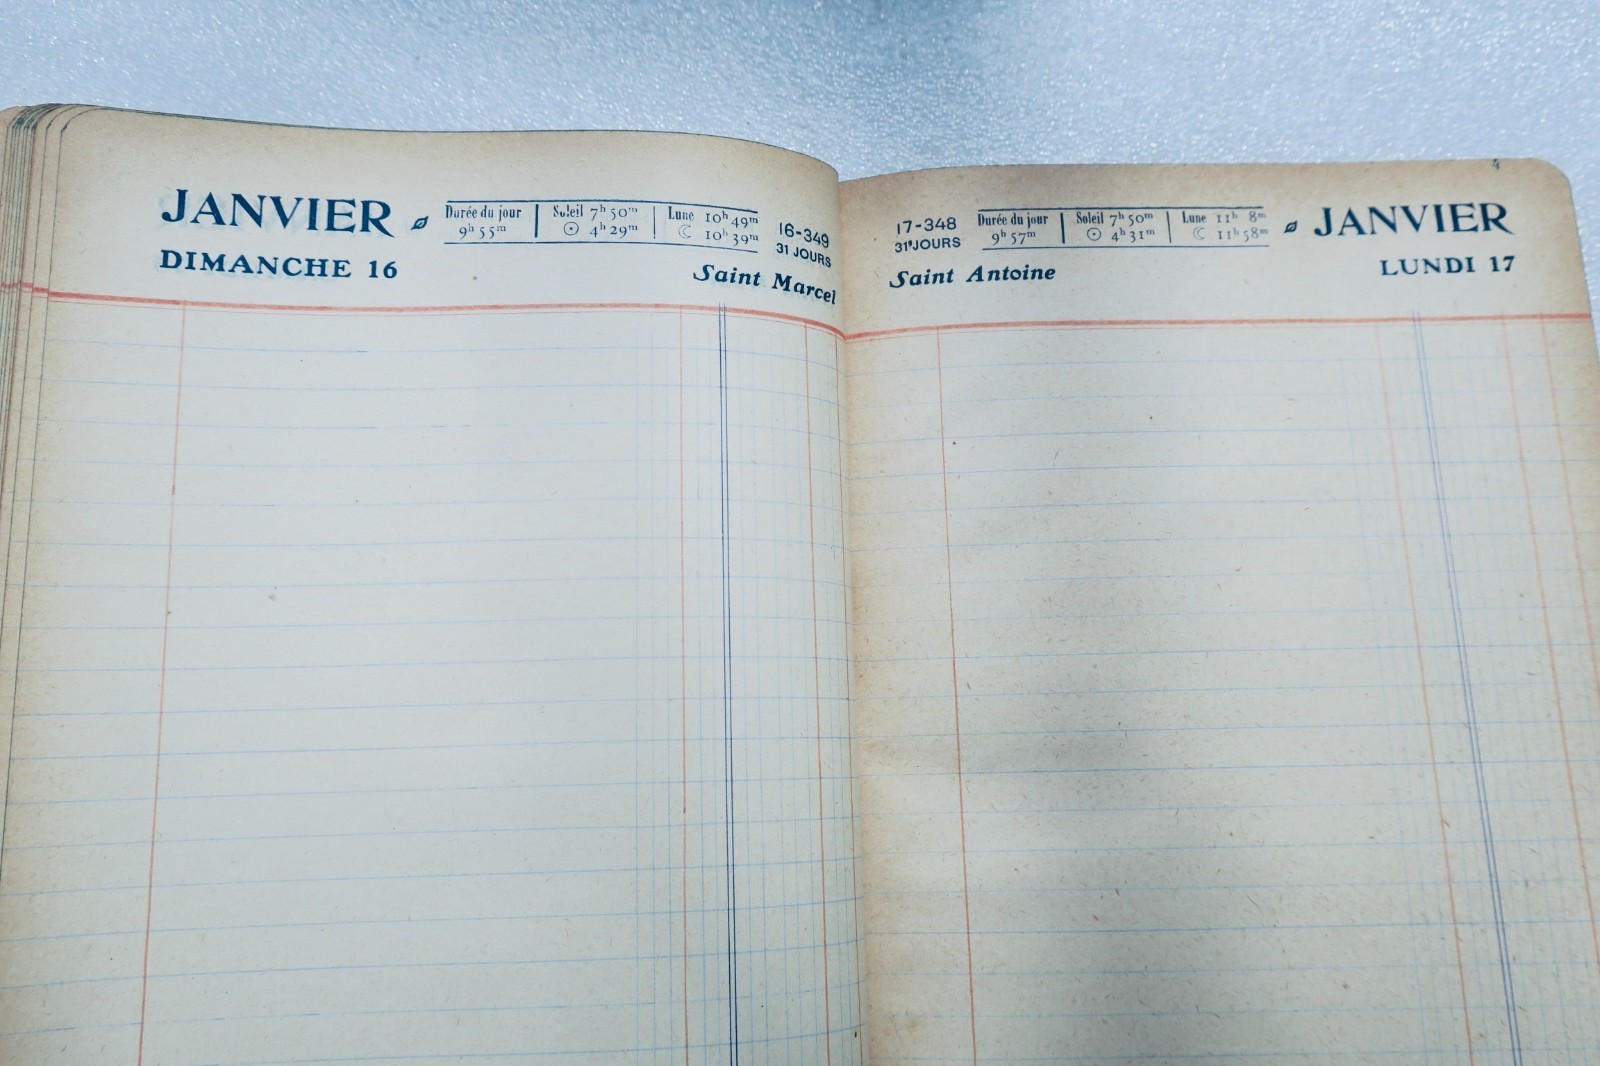 JANVIER
Durée du jour
9h 55m
Soleil 7h 50m
4h 29m
Lune 10h 49m
☾ 10h 39m
16-349
31 JOURS
DIMANCHE 16
Saint Marcel
17-348
31 JOURS
Durée du jour
9h 57m
Soleil 7h 50m
4h 31m
Lune 11h 8m
☾ 11h 58m
JANVIER
Saint Antoine
LUNDI 17